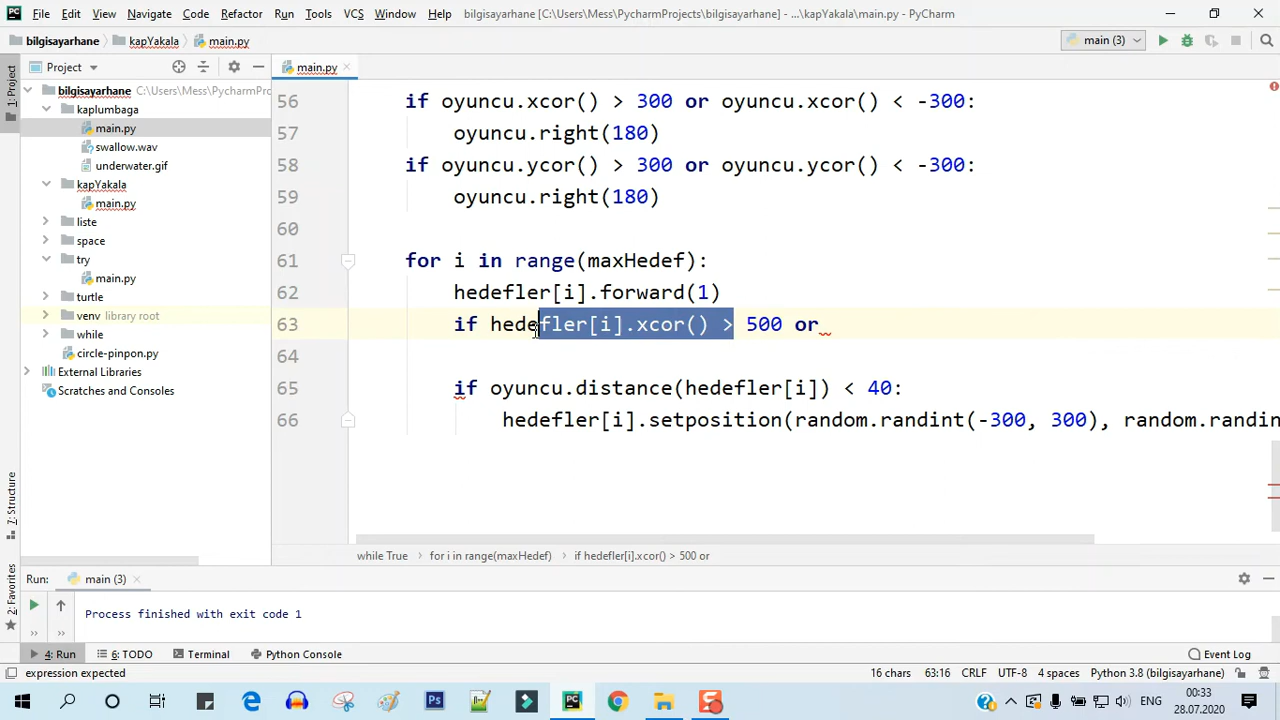 File Edit View Navigate Code Refactor Run Tools VCS Window Help bilgisayarhane [C:\Users\Mess\PycharmProjects\bilgisayarhane] - ...\kapYakala\main.py - PyCharm
bilgisayarhane kapYakala main.py main (3)
Project main.py
1: Project
bilgisayarhane C:\Users\Mess\PycharmPro
kaplumbaga
main.py
swallow.wav
underwater.gif
kapYakala
main.py
liste
space
try
main.py
turtle
venv library root
while
circle-pinpon.py
External Libraries
Scratches and Consoles
7: Structure
2: Favorites
56 if oyuncu.xcor() > 300 or oyuncu.xcor() < -300:
57 oyuncu.right(180)
58 if oyuncu.ycor() > 300 or oyuncu.ycor() < -300:
59 oyuncu.right(180)
60
61 for i in range(maxHedef):
62 hedefler[i].forward(1)
63 if hedefler[i].xcor() > 500 or
64
65 if oyuncu.distance(hedefler[i]) < 40:
66 hedefler[i].setposition(random.randint(-300, 300), random.randin
while True for i in range(maxHedef) if hedefler[i].xcor() > 500 or
Run: main (3)
Process finished with exit code 1
4: Run 6: TODO Terminal Python Console Event Log
expression expected 16 chars 63:16 CRLF UTF-8 4 spaces Python 3.8 (bilgisayarhane)
ENG 00:33
28.07.2020